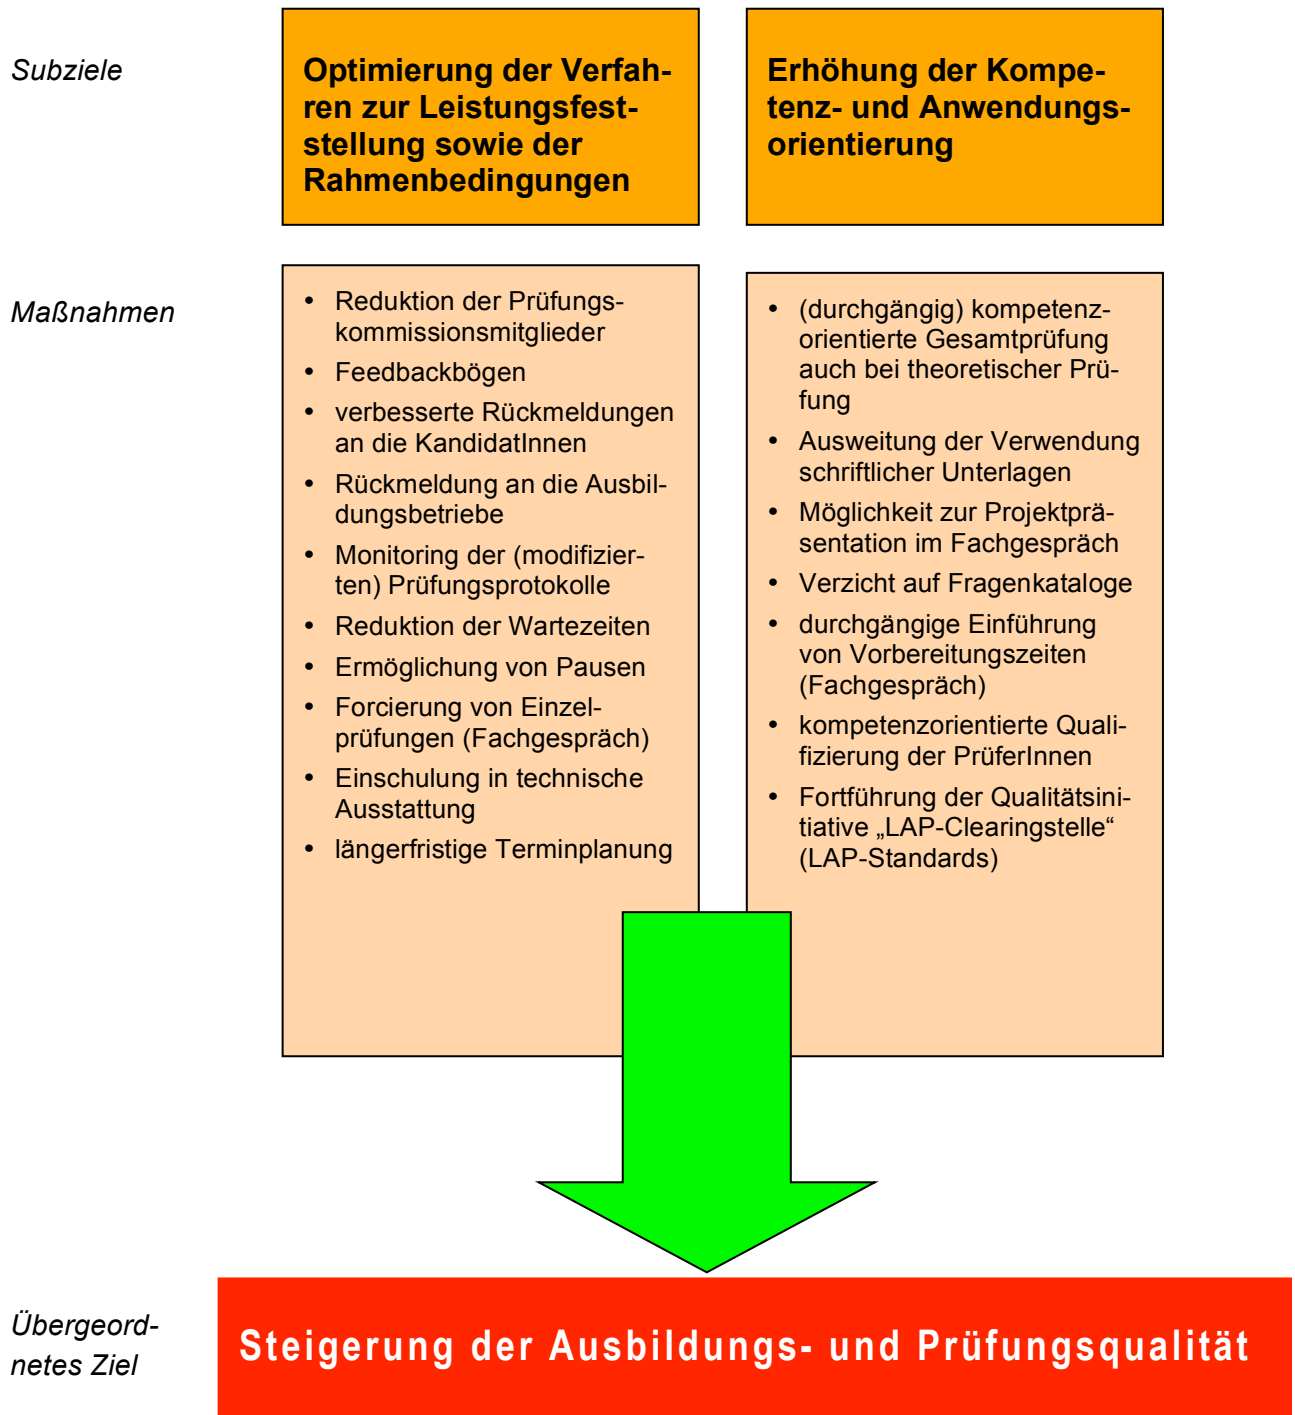 Subziele
Optimierung der Verfah-
ren zur Leistungsfest-
stellung sowie der
Rahmenbedingungen
Erhöhung der Kompe-
tenz- und Anwendungs-
orientierung
Maßnahmen
• Reduktion der Prüfungs-
kommissionsmitglieder
• Feedbackbögen
• verbesserte Rückmeldungen
an die KandidatInnen
• Rückmeldung an die Ausbil-
dungsbetriebe
• Monitoring der (modifizier-
ten) Prüfungsprotokolle
• Reduktion der Wartezeiten
• Ermöglichung von Pausen
• Forcierung von Einzel-
prüfungen (Fachgespräch)
• Einschulung in technische
Ausstattung
• längerfristige Terminplanung
• (durchgängig) kompetenz-
orientierte Gesamtprüfung
auch bei theoretischer Prü-
fung
• Ausweitung der Verwendung
schriftlicher Unterlagen
• Möglichkeit zur Projektprä-
sentation im Fachgespräch
• Verzicht auf Fragenkataloge
• durchgängige Einführung
von Vorbereitungszeiten
(Fachgespräch)
• kompetenzorientierte Quali-
fizierung der PrüferInnen
• Fortführung der Qualitätsini-
tiative „LAP-Clearingstelle“
(LAP-Standards)
Übergeord-
netes Ziel
Steigerung der Ausbildungs- und Prüfungsqualität